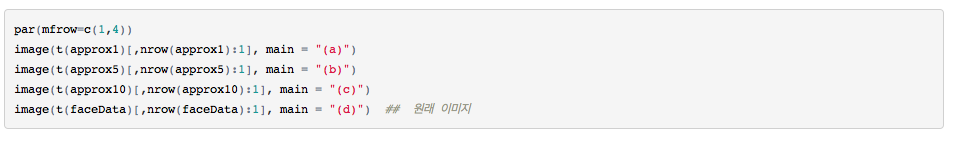 par(mfrow=c(1,4))
image(t(approx1)[,nrow(approx1):1], main = "(a)")
image(t(approx5)[,nrow(approx5):1], main = "(b)")
image(t(approx10)[,nrow(approx10):1], main = "(c)")
image(t(faceData)[,nrow(faceData):1], main = "(d)")  ##  원래 이미지